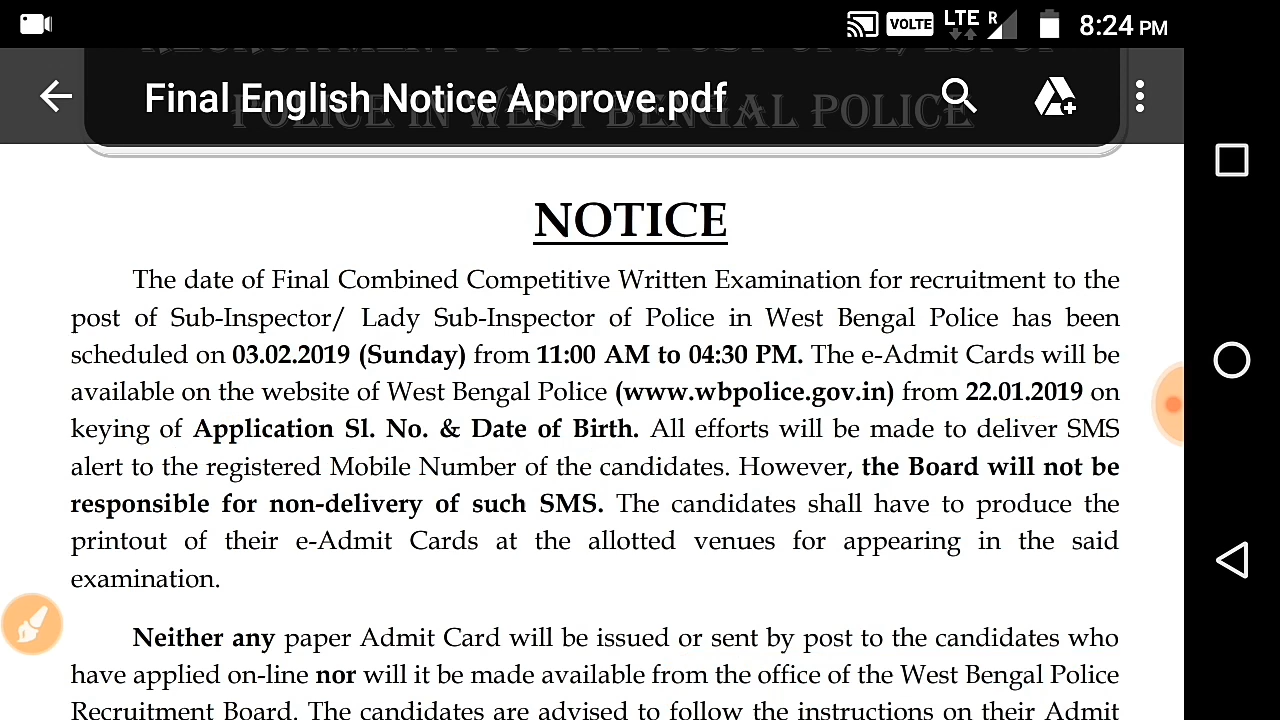 VOLTE LTE R 8:24 PM
Final English Notice Approve.pdf
POLICE IN WEST BENGAL POLICE
NOTICE
The date of Final Combined Competitive Written Examination for recruitment to the
post of Sub-Inspector/ Lady Sub-Inspector of Police in West Bengal Police has been
scheduled on 03.02.2019 (Sunday) from 11:00 AM to 04:30 PM. The e-Admit Cards will be
available on the website of West Bengal Police (www.wbpolice.gov.in) from 22.01.2019 on
keying of Application Sl. No. & Date of Birth. All efforts will be made to deliver SMS
alert to the registered Mobile Number of the candidates. However, the Board will not be
responsible for non-delivery of such SMS. The candidates shall have to produce the
printout of their e-Admit Cards at the allotted venues for appearing in the said
examination.
Neither any paper Admit Card will be issued or sent by post to the candidates who
have applied on-line nor will it be made available from the office of the West Bengal Police
Recruitment Board. The candidates are advised to follow the instructions on their Admit